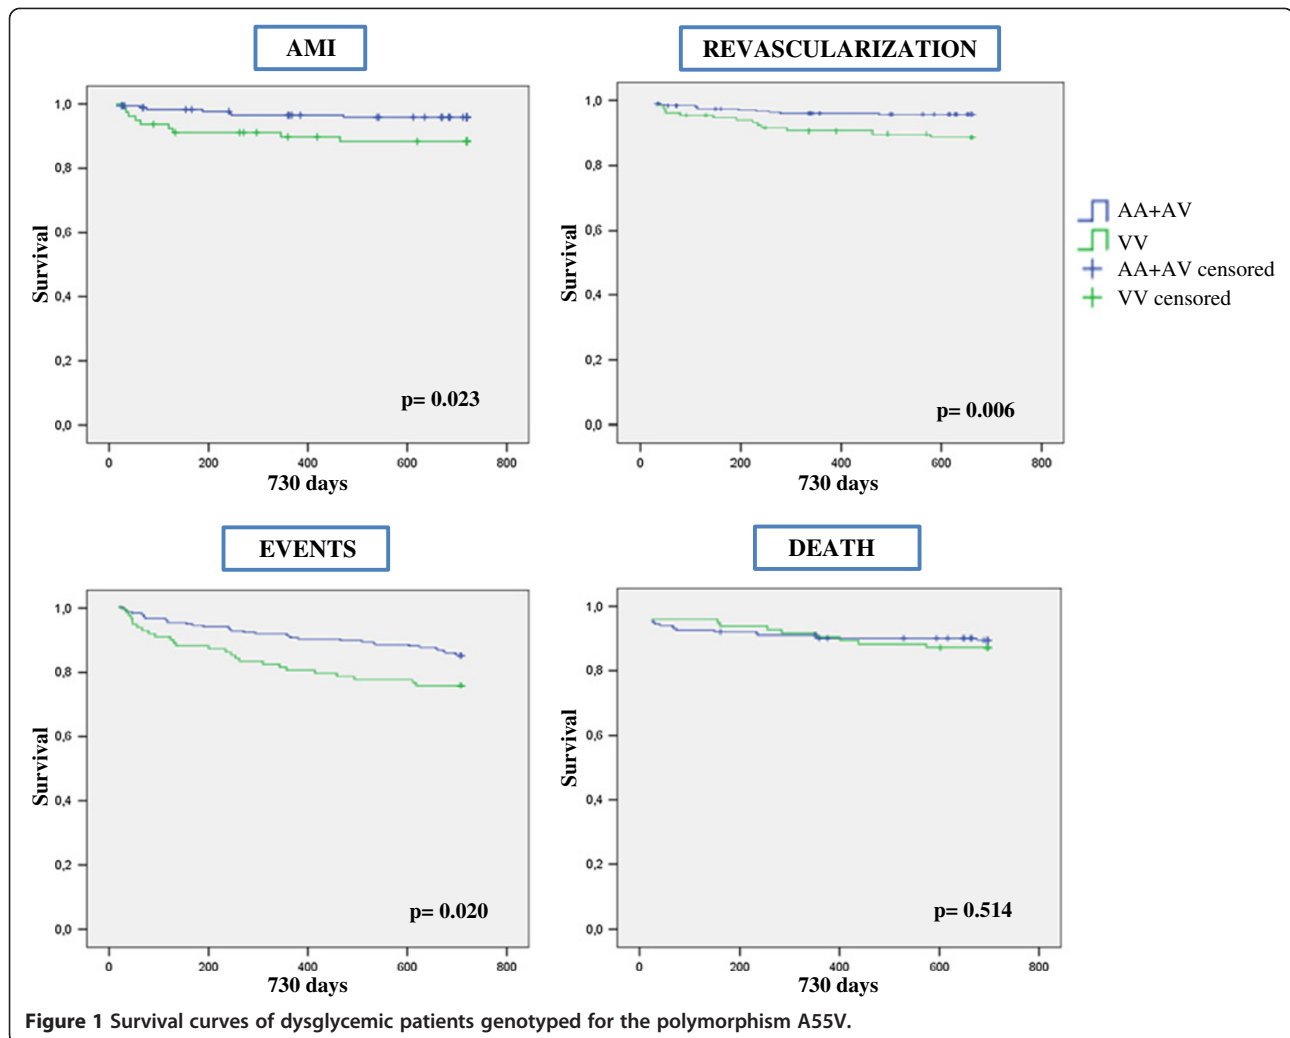 AMI
1,0
0,8
0,6
0,4
0,2
0,0
Survival
p= 0.023
0 200 400 600 800
730 days
REVASCULARIZATION
1,0
0,8
0,6
0,4
0,2
0,0
Survival
p= 0.006
0 200 400 600 800
730 days
AA+AV
VV
AA+AV censored
VV censored
EVENTS
1,0
0,8
0,6
0,4
0,2
0,0
Survival
p= 0.020
0 200 400 600 800
730 days
DEATH
1,0
0,8
0,6
0,4
0,2
0,0
Survival
p= 0.514
0 200 400 600 800
730 days
Figure 1 Survival curves of dysglycemic patients genotyped for the polymorphism A55V.